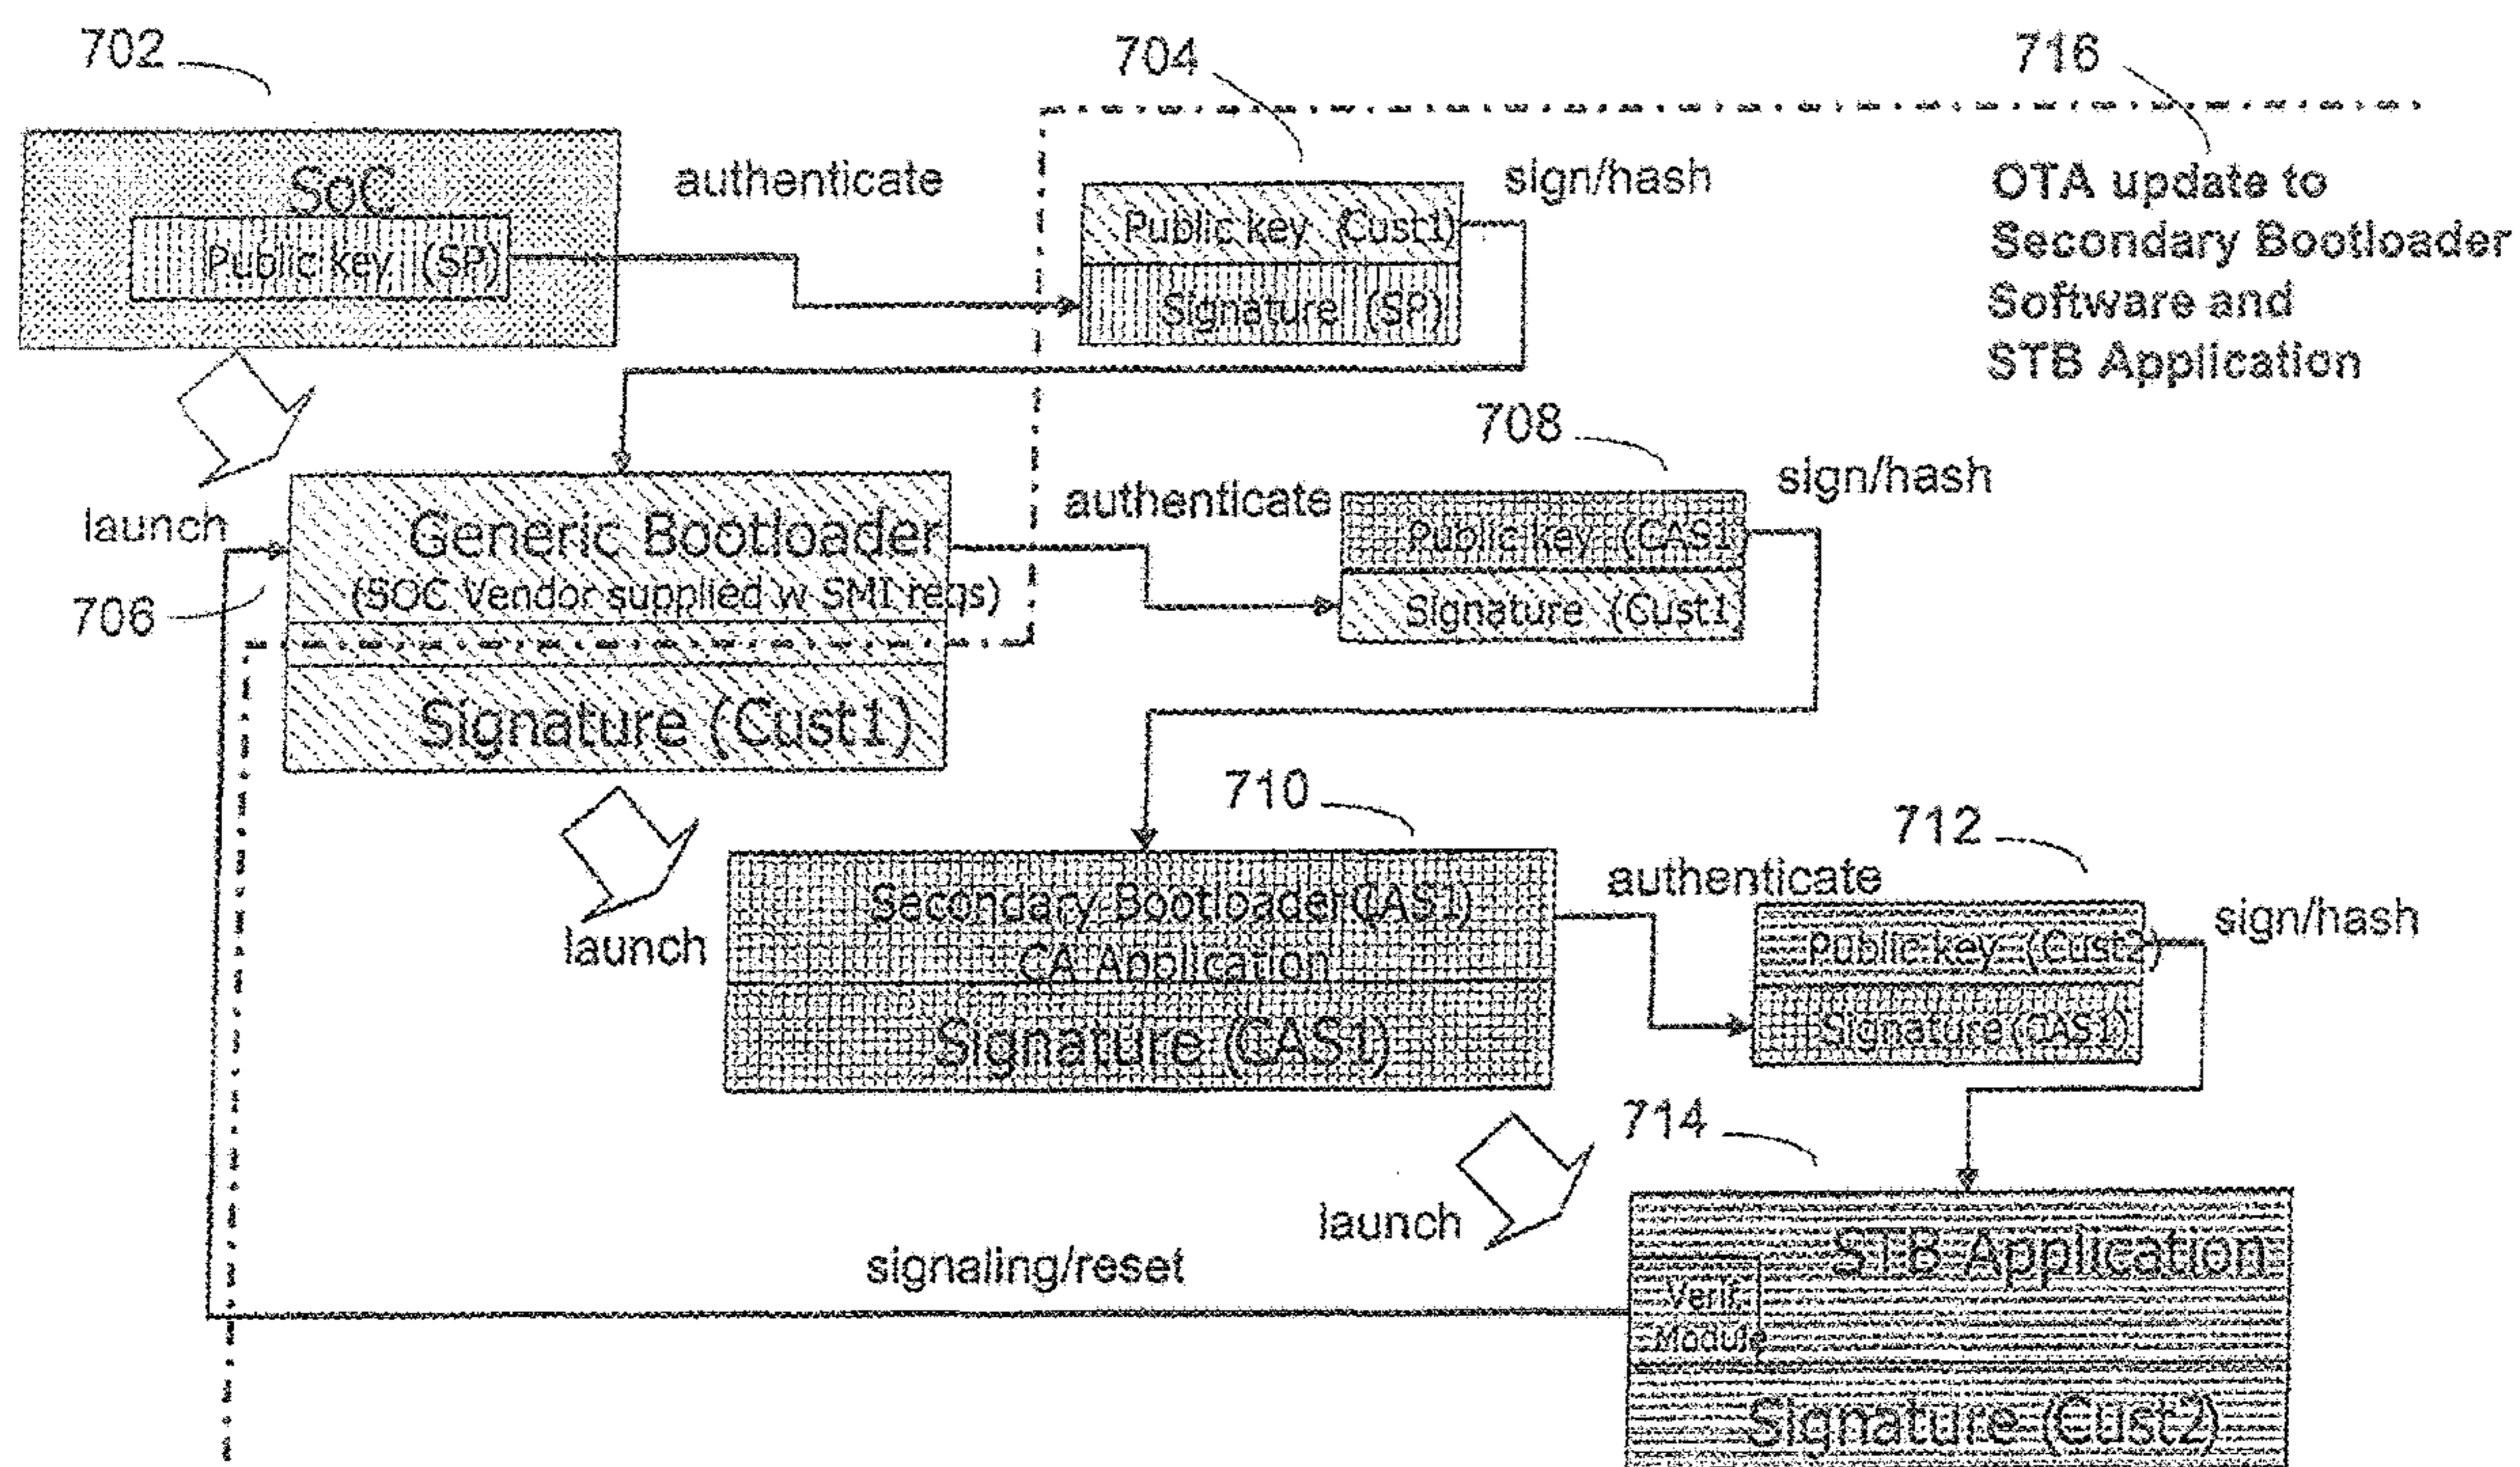 702
704
716
SoC
Public key (SP)
authenticate
Public key (Cust1)
Signature (SP)
sign/hash
OTA update to
Secondary Bootloader
Software and
STB Application
launch
706
Generic Bootloader
(SOC Vendor supplied w SMI reqs)
Signature (Cust1)
authenticate
708
Public key (CAS1)
Signature (Cust1)
sign/hash
launch
710
Secondary Bootloader(CAS1)
CA Application
Signature (CAS1)
authenticate
712
Public key (Cust2)
Signature(CAS1)
sign/hash
launch
714
STB Application
Verif.
Module
Signature (Cust2)
signaling/reset